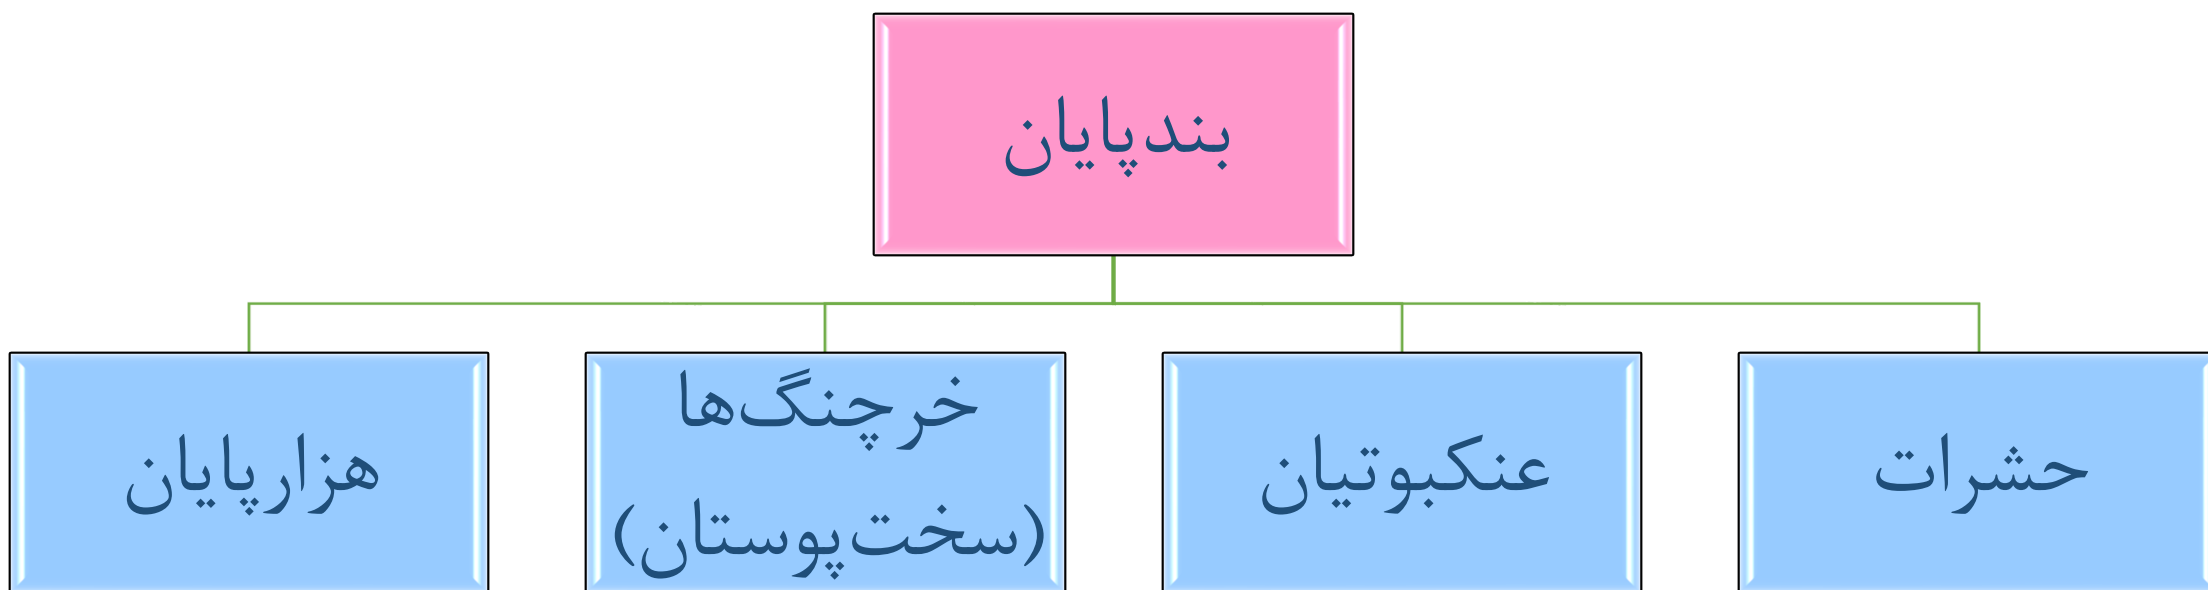 بندپایان
حشرات
عنکبوتیان
خرچنگ‌ها
(سخت‌پوستان)
هزارپایان